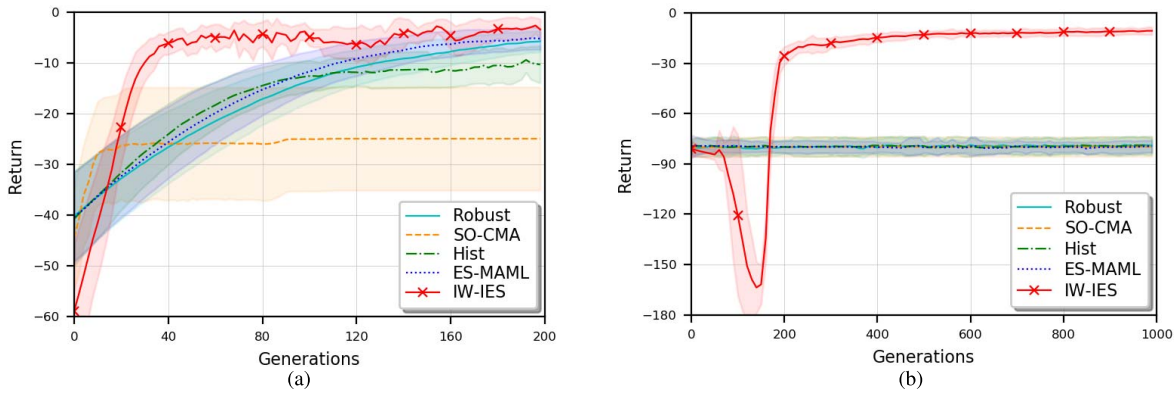 0
−10
−20
−30
−40
−50
−60
Return
0
40
80
120
160
200
Generations
Robust
SO-CMA
Hist
ES-MAML
IW-IES
(a)
0
−30
−60
−90
−120
−150
−180
Return
0
200
400
600
800
1000
Generations
Robust
SO-CMA
Hist
ES-MAML
IW-IES
(b)